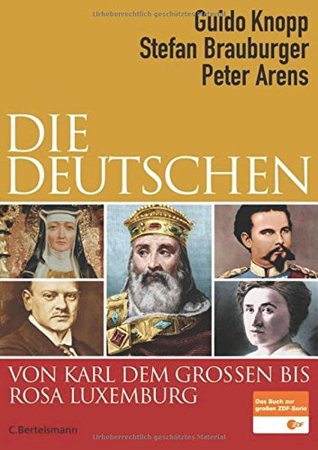 Urheberrechtlich geschütztes Material
Guido Knopp
Stefan Brauburger
Peter Arens
DIE
DEUTSCHEN
VON KARL DEM GROSSEN BIS
ROSA LUXEMBURG
Das Buch zur
großen ZDF-Serie
ZDF
C. Bertelsmann
Urheberrechtlich geschütztes Material